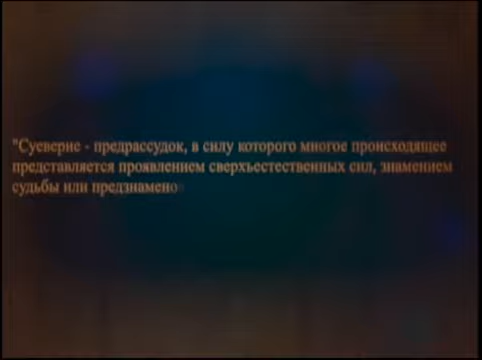 "Суеверие - предрассудок, в силу которого многое происходящее
представляется проявлением сверхъестественных сил, знамением
судьбы или предзнамено